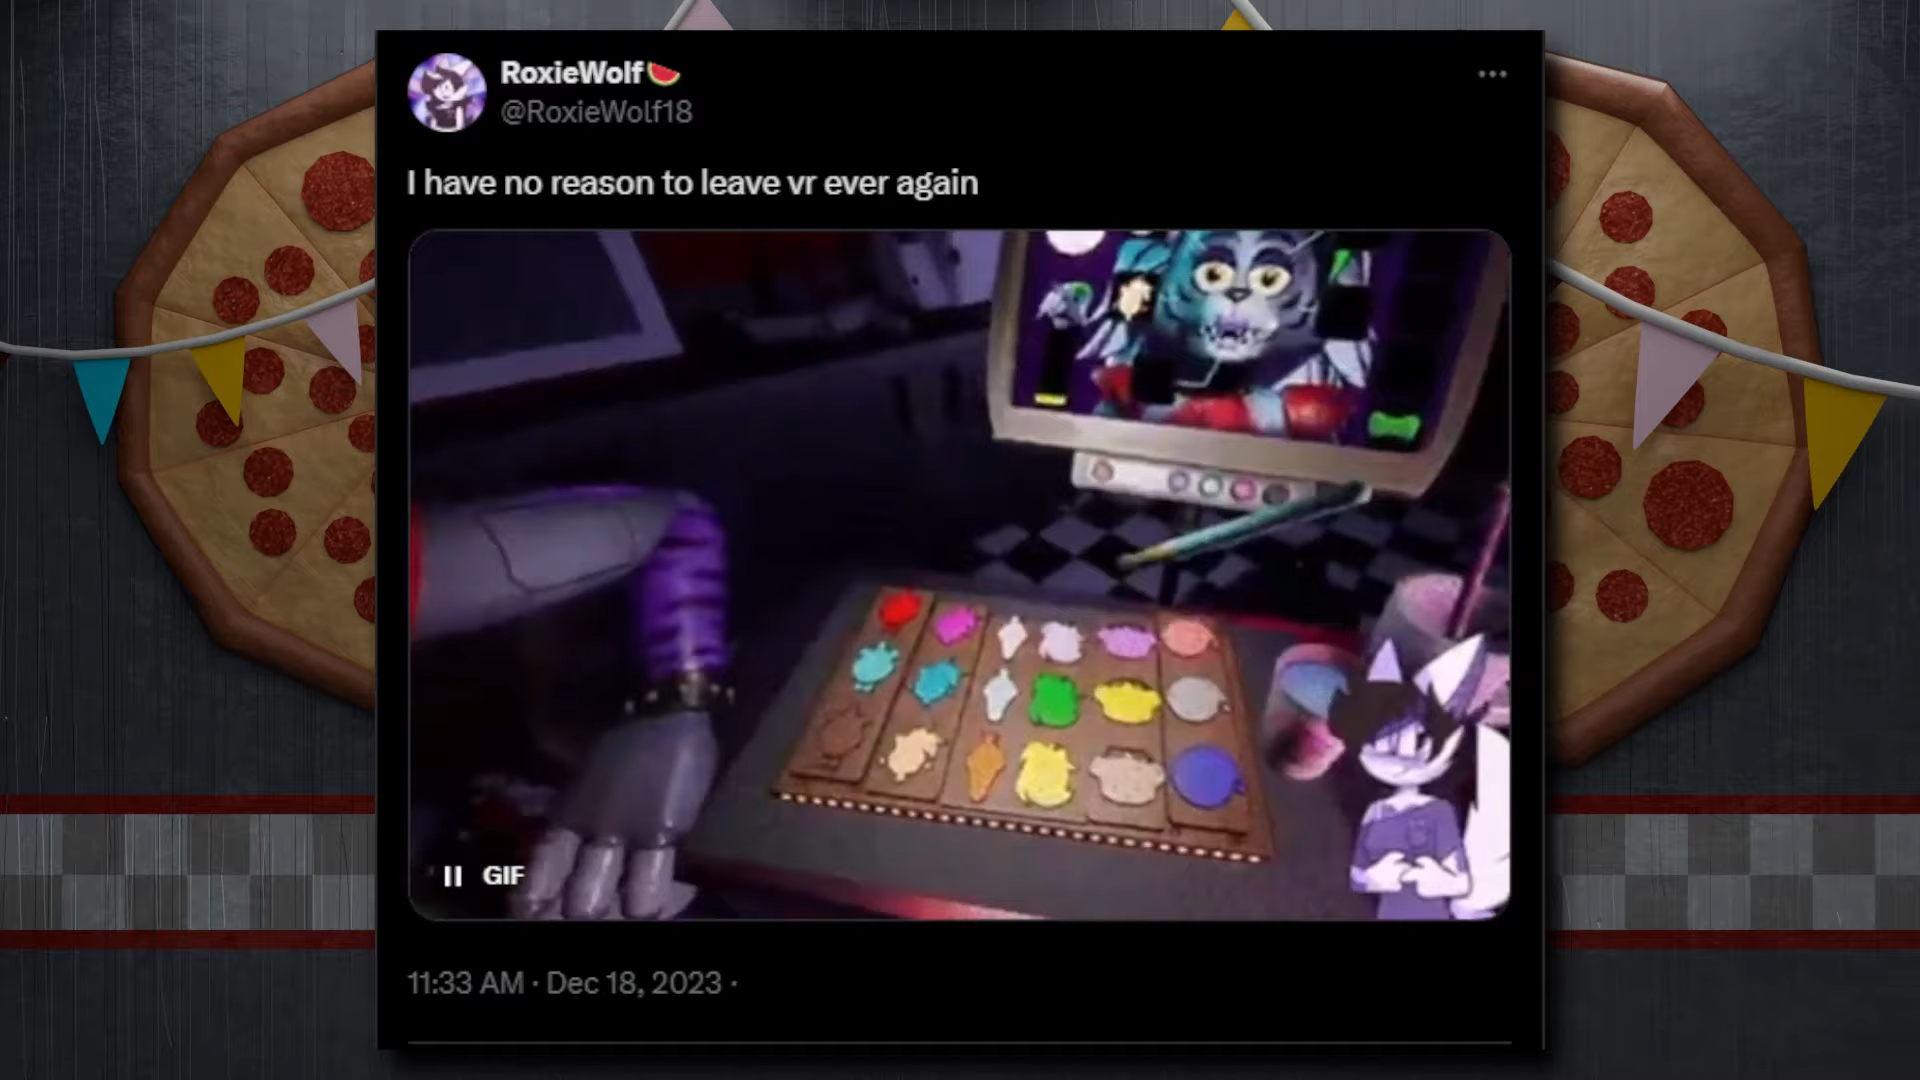 RoxieWolf🍉
@RoxieWolf18
I have no reason to leave vr ever again
GIF
11:33 AM · Dec 18, 2023 ·